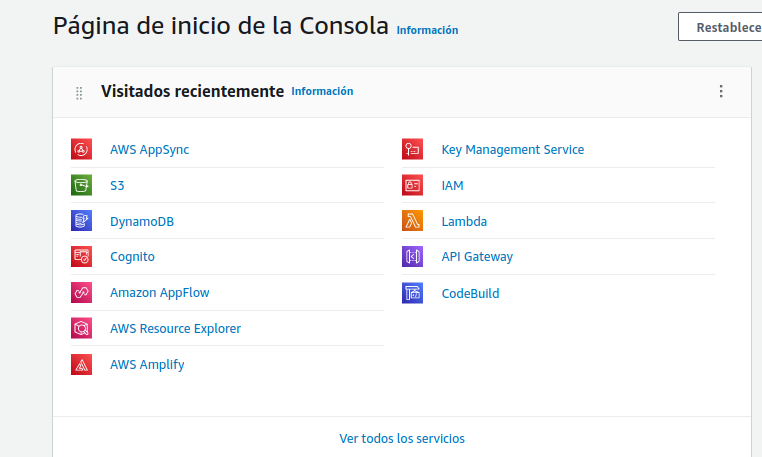 Página de inicio de la Consola Información
Restablece
Visitados recientemente Información
AWS AppSync
S3
DynamoDB
Cognito
Amazon AppFlow
AWS Resource Explorer
AWS Amplify
Key Management Service
IAM
Lambda
API Gateway
CodeBuild
Ver todos los servicios